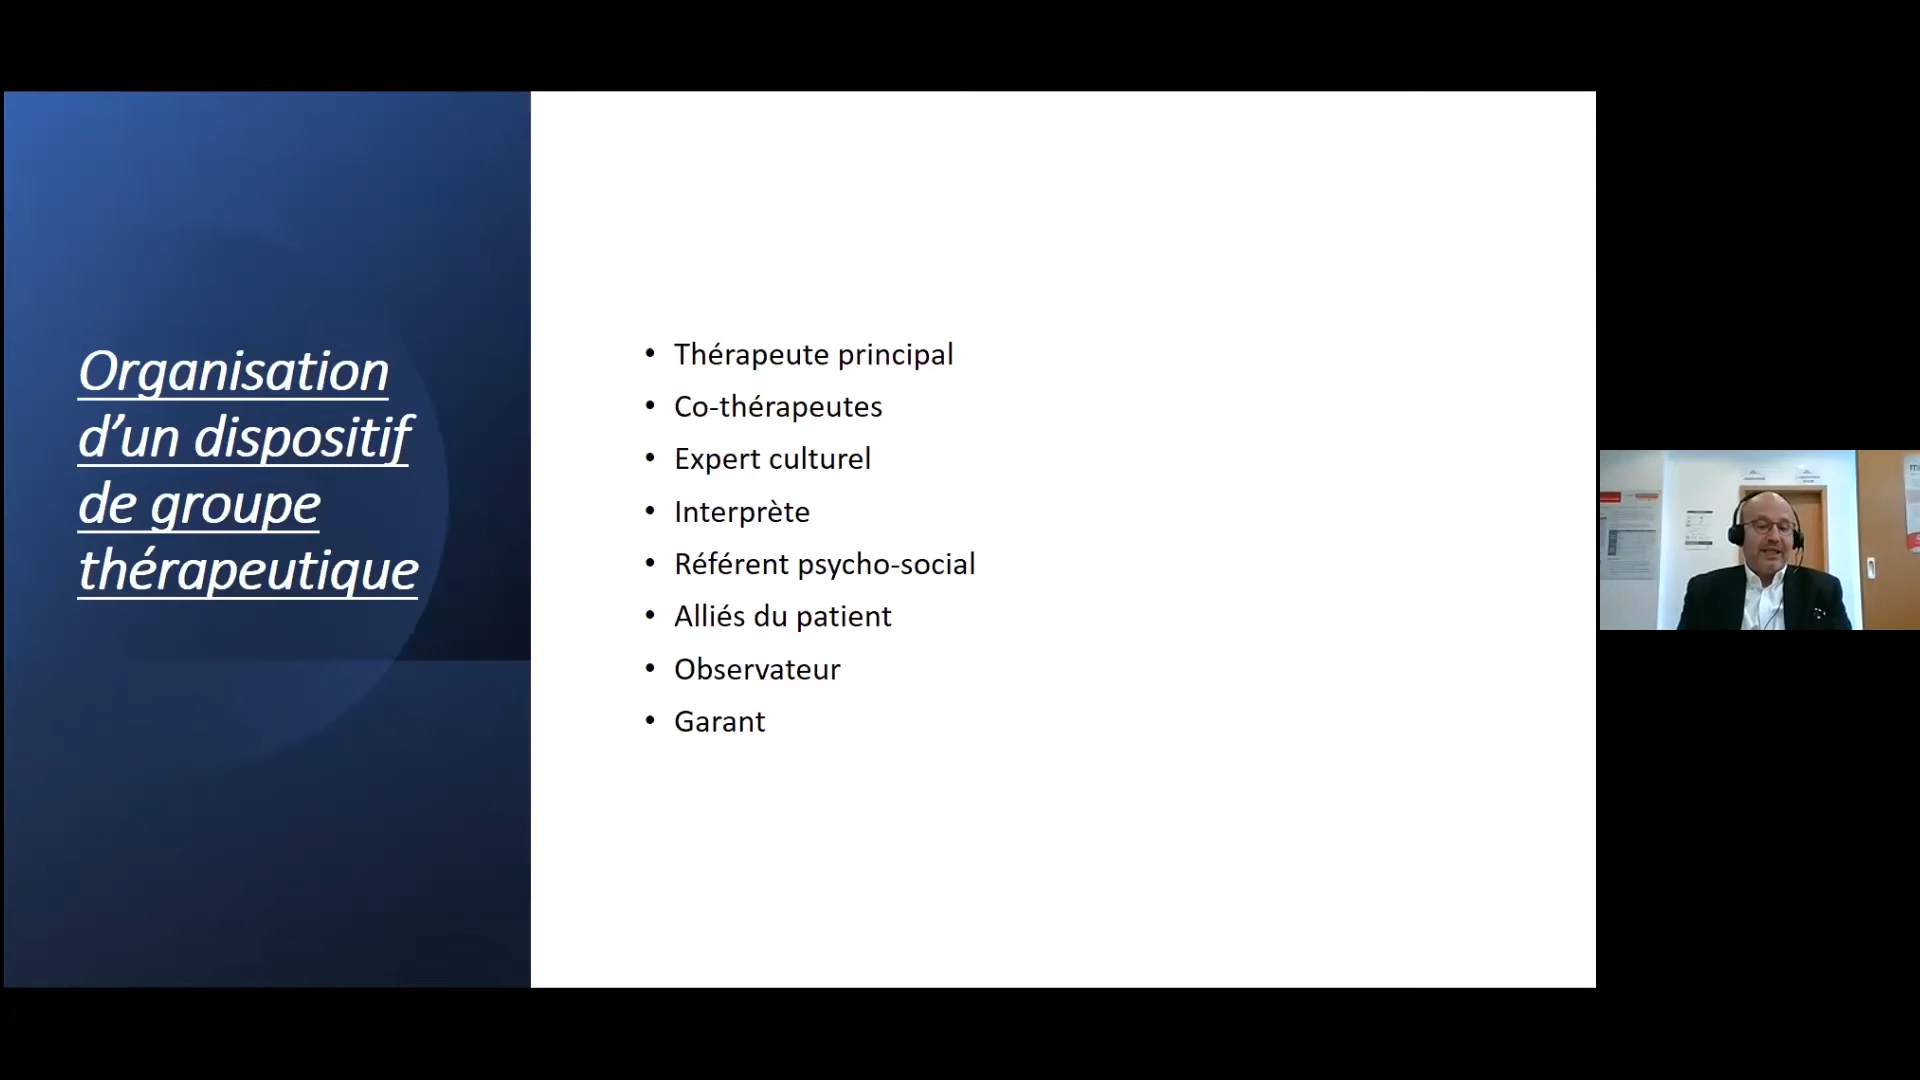 Organisation
d’un dispositif
de groupe
thérapeutique
• Thérapeute principal
• Co-thérapeutes
• Expert culturel
• Interprète
• Référent psycho-social
• Alliés du patient
• Observateur
• Garant